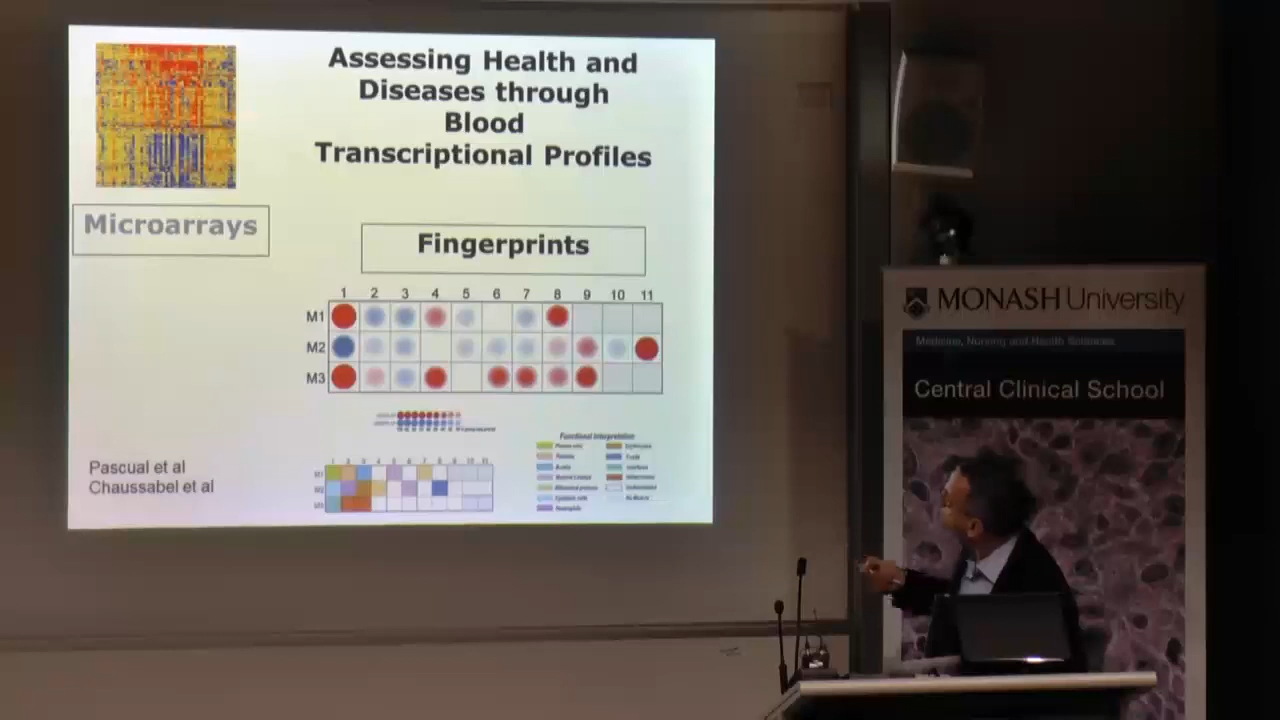 Assessing Health and
Diseases through
Blood
Transcriptional Profiles
Microarrays
Fingerprints
1 2 3 4 5 6 7 8 9 10 11
M1
M2
M3
Functional Interpretation
Pascual et al
Chaussabel et al
MONASH University
Medicine, Nursing and Health Sciences
Central Clinical School